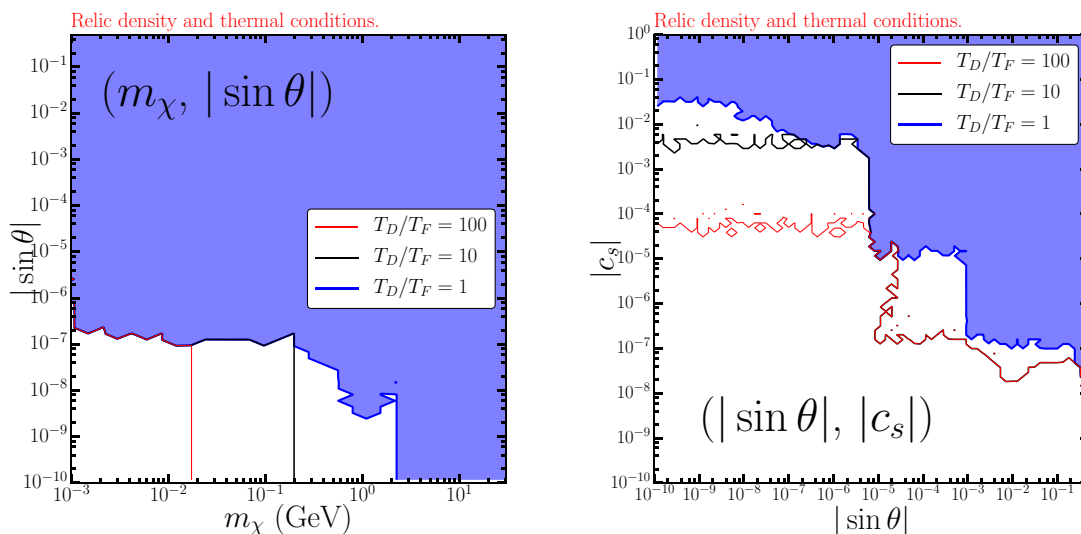 Relic density and thermal conditions.
(m_χ, | sin θ|)
T_D/T_F = 100
T_D/T_F = 10
T_D/T_F = 1
| sin θ|
10^−1
10^−2
10^−3
10^−4
10^−5
10^−6
10^−7
10^−8
10^−9
10^−10
10^−3 10^−2 10^−1 10^0 10^1
m_χ (GeV)
Relic density and thermal conditions.
T_D/T_F = 100
T_D/T_F = 10
T_D/T_F = 1
|c_s|
10^0
10^−1
10^−2
10^−3
10^−4
10^−5
10^−6
10^−7
10^−8
10^−9
10^−10
(| sin θ|, |c_s|)
10^−10 10^−9 10^−8 10^−7 10^−6 10^−5 10^−4 10^−3 10^−2 10^−1
| sin θ|